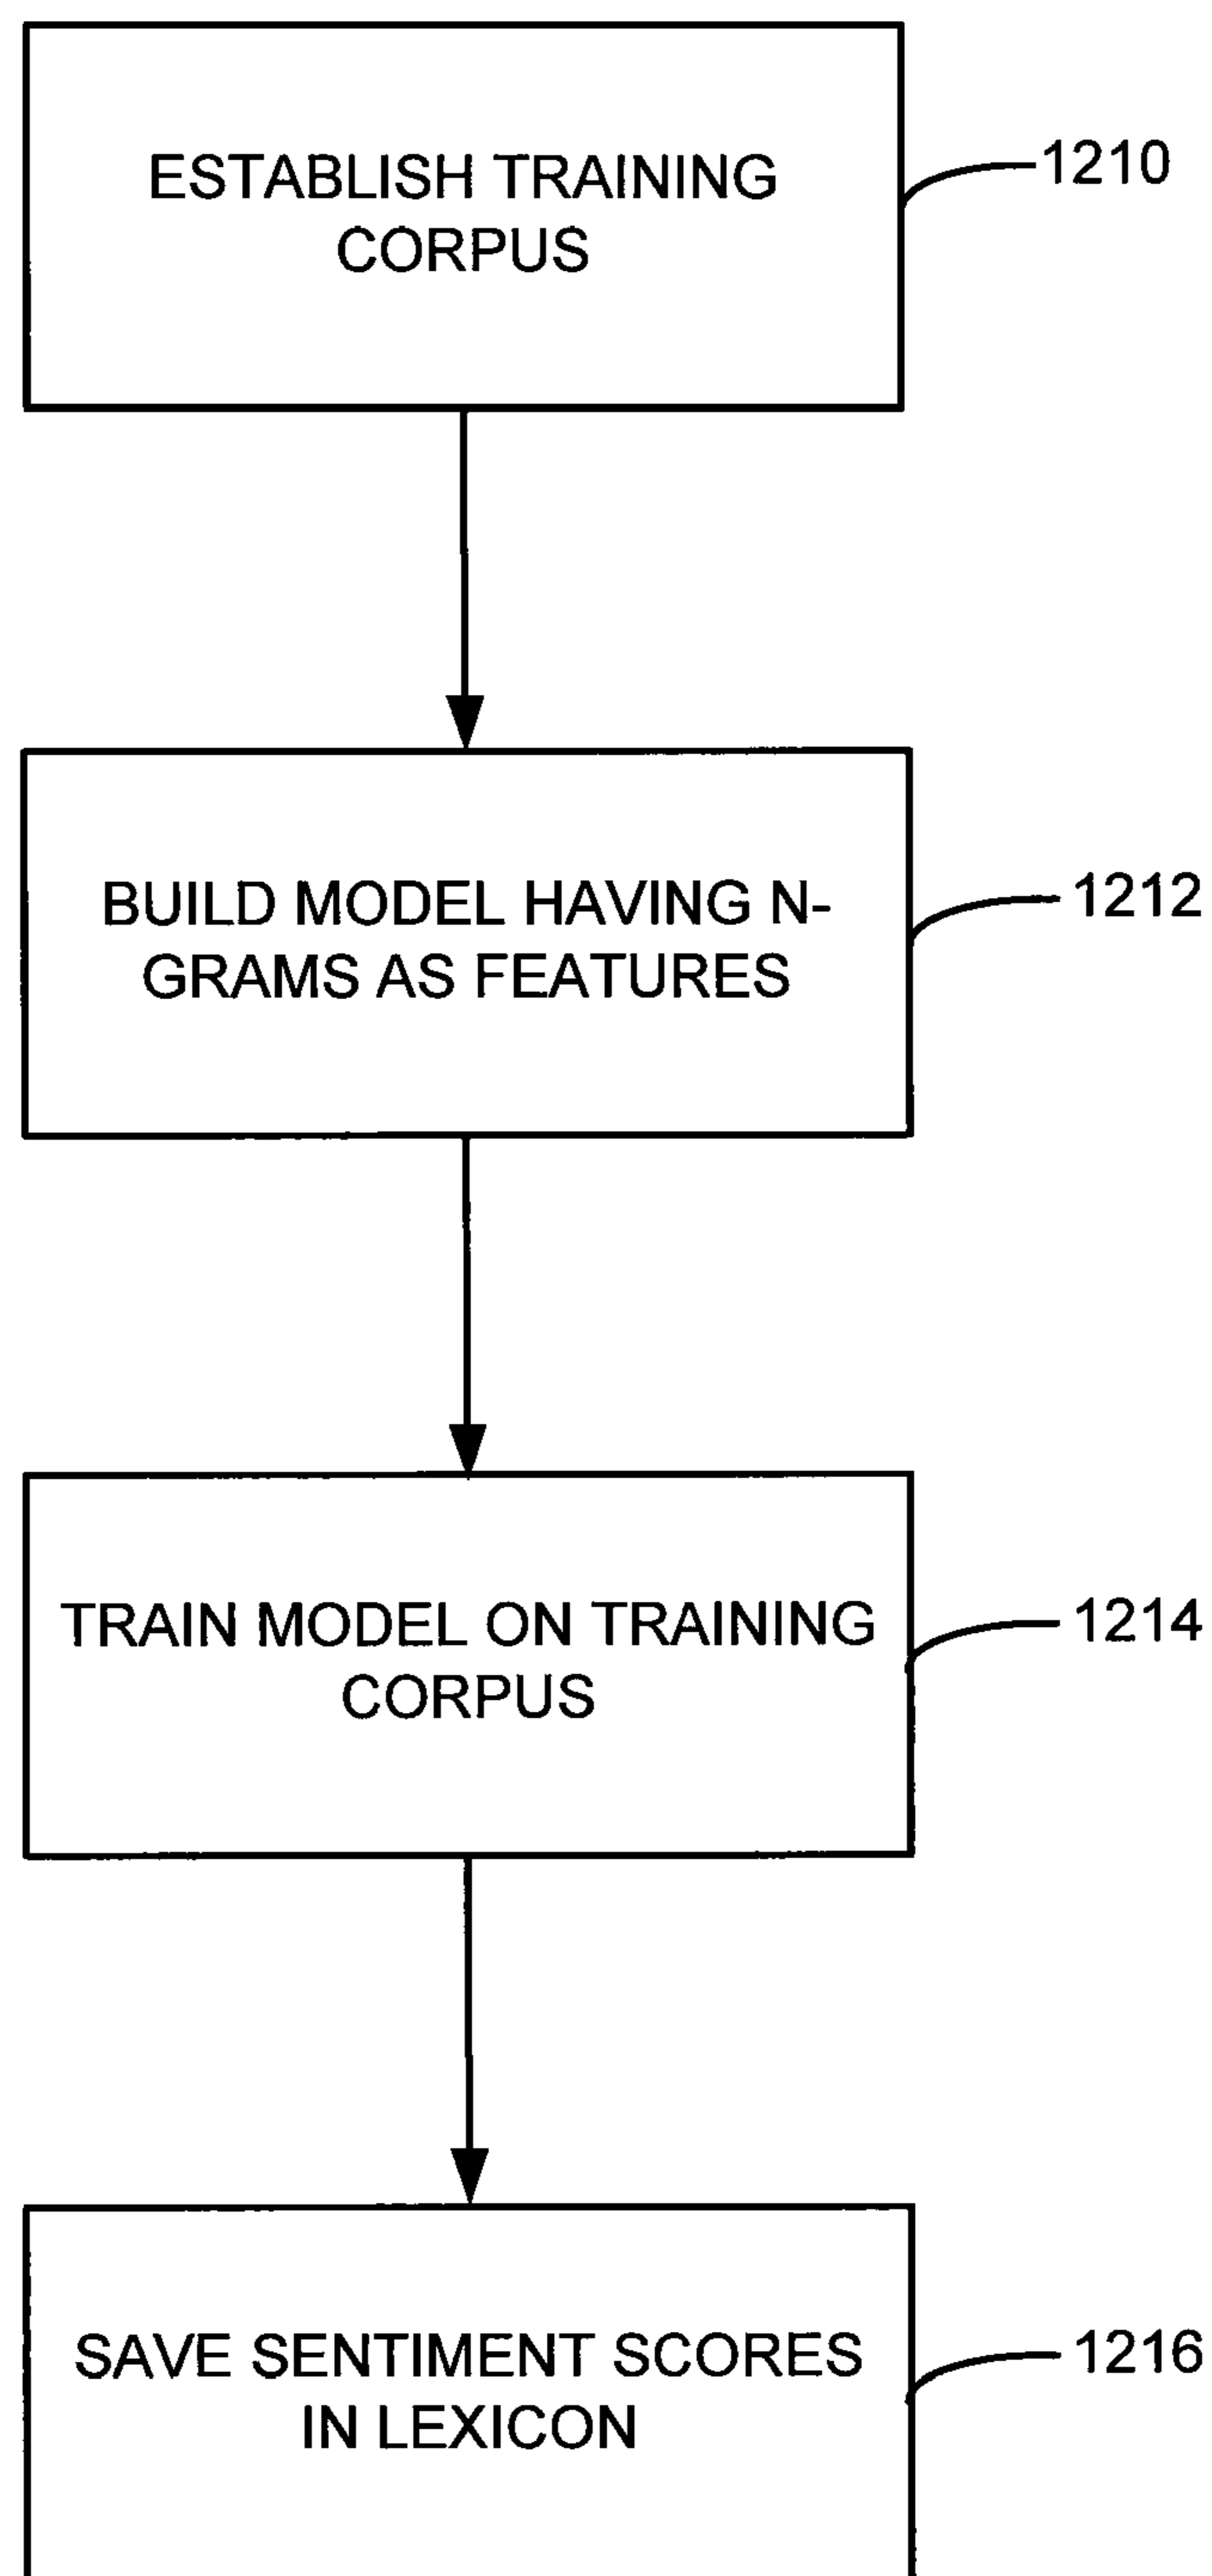 ESTABLISH TRAINING
CORPUS
1210
BUILD MODEL HAVING N-
GRAMS AS FEATURES
1212
TRAIN MODEL ON TRAINING
CORPUS
1214
SAVE SENTIMENT SCORES
IN LEXICON
1216